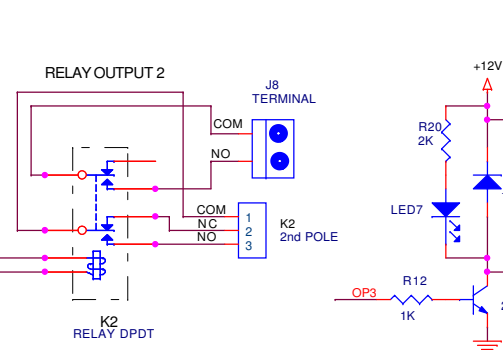 RELAY OUTPUT 2
J8
TERMINAL
COM
NO
COM
NC
NO
1
2
3
K2
2nd POLE
K2
RELAY DPDT
+12V
R20
2K
LED7
OP3
R12
1K